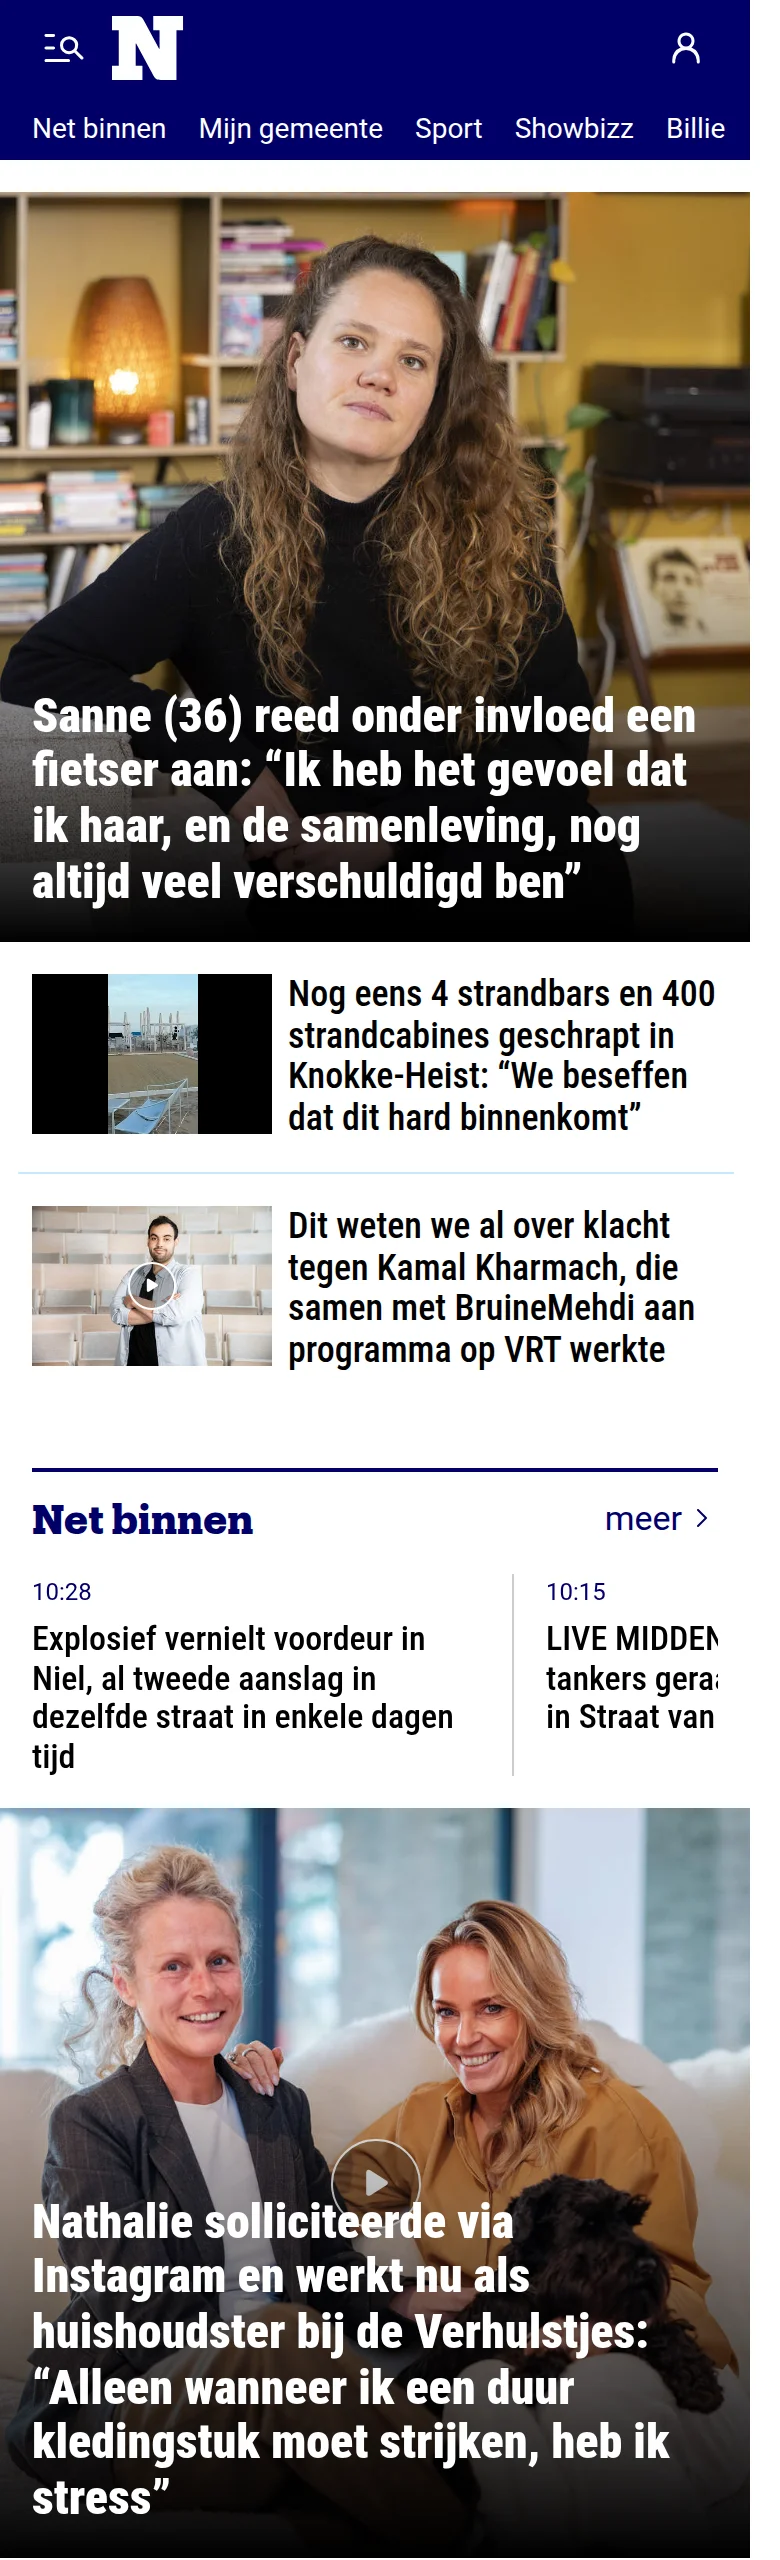 N
Net binnen
Mijn gemeente
Sport
Showbizz
Billie
Sanne (36) reed onder invloed een
fietser aan: “Ik heb het gevoel dat
ik haar, en de samenleving, nog
altijd veel verschuldigd ben”
Nog eens 4 strandbars en 400
strandcabines geschrapt in
Knokke-Heist: “We beseffen
dat dit hard binnenkomt”
Dit weten we al over klacht
tegen Kamal Kharmach, die
samen met BruineMehdi aan
programma op VRT werkte
Net binnen
meer
10:28
Explosief vernielt voordeur in
Niel, al tweede aanslag in
dezelfde straat in enkele dagen
tijd
10:15
LIVE MIDDEN
tankers geraa
in Straat van
Nathalie solliciteerde via
Instagram en werkt nu als
huishoudster bij de Verhulstjes:
“Alleen wanneer ik een duur
kledingstuk moet strijken, heb ik
stress”